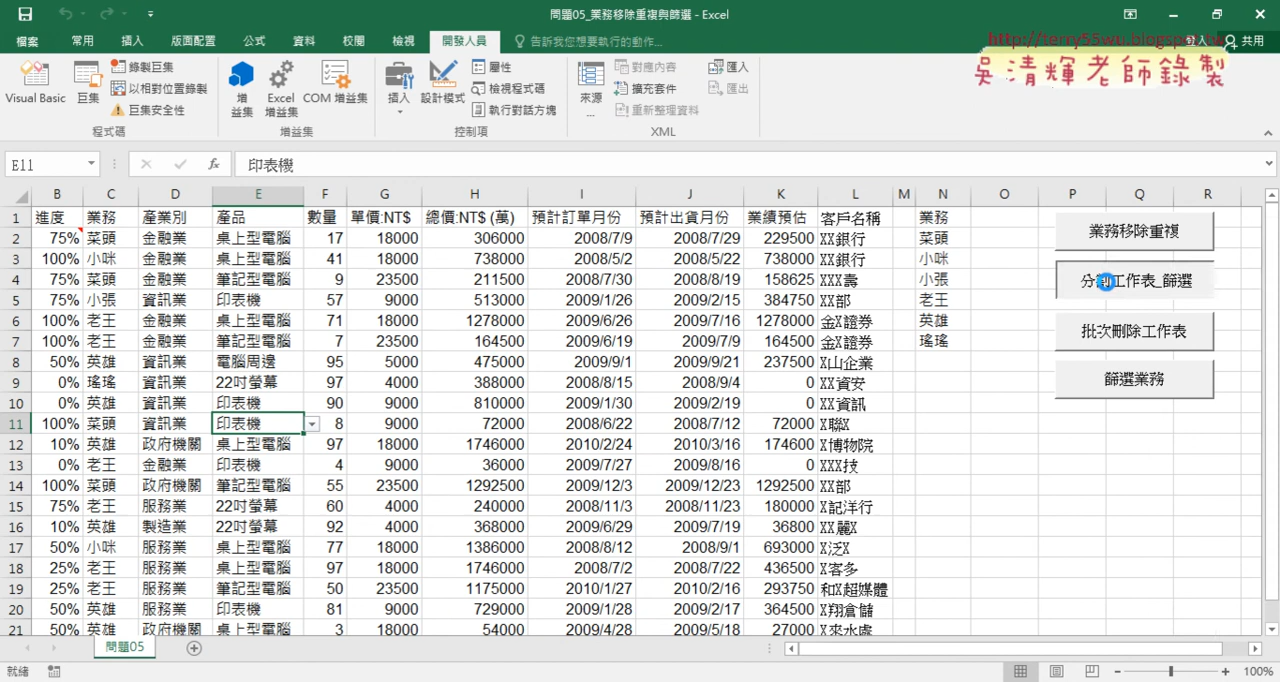 問題05_業務移除重複與篩選 - Excel
檔案 常用 插入 版面配置 公式 資料 校閱 檢視 開發人員 告訴我您想要執行的動作... 登入 共用
http://terry55wu.blogspot.tw
吳清輝老師錄製
Visual Basic 巨集 錄製巨集 以相對位置錄製 巨集安全性 程式碼
增益集 Excel 增益集 COM 增益集 增益集
插入 設計模式 屬性 檢視程式碼 執行對話方塊 控制項
來源... 對應內容 擴充套件 重新整理資料 匯入 匯出 XML
E11 fx 印表機
B C D E F G H I J K L M N O P Q R
1 進度 業務 產業別 產品 數量 單價:NT$ 總價:NT$ (萬) 預計訂單月份 預計出貨月份 業績預估 客戶名稱 業務
2 75% 菜頭 金融業 桌上型電腦 17 18000 306000 2008/7/9 2008/7/29 229500 XX銀行 菜頭
3 100% 小咪 金融業 桌上型電腦 41 18000 738000 2008/5/2 2008/5/22 738000 XX銀行 小咪
4 75% 菜頭 金融業 筆記型電腦 9 23500 211500 2008/7/30 2008/8/19 158625 XXX壽 小張
5 75% 小張 資訊業 印表機 57 9000 513000 2009/1/26 2009/2/15 384750 XX部 老王
6 100% 老王 金融業 桌上型電腦 71 18000 1278000 2009/6/26 2009/7/16 1278000 金X證券 英雄
7 100% 老王 金融業 筆記型電腦 7 23500 164500 2009/6/19 2009/7/9 164500 金X證券 瑤瑤
8 50% 英雄 資訊業 電腦周邊 95 5000 475000 2009/9/1 2009/9/21 237500 X山企業
9 0% 瑤瑤 資訊業 22吋螢幕 97 4000 388000 2008/8/15 2008/9/4 0 XX資安
10 0% 英雄 資訊業 印表機 90 9000 810000 2009/1/30 2009/2/19 0 XX資訊
11 100% 菜頭 資訊業 印表機 8 9000 72000 2008/6/22 2008/7/12 72000 X聯X
12 10% 英雄 政府機關 桌上型電腦 97 18000 1746000 2010/2/24 2010/3/16 174600 X博物院
13 0% 老王 金融業 印表機 4 9000 36000 2009/7/27 2009/8/16 0 XXX技
14 100% 菜頭 政府機關 筆記型電腦 55 23500 1292500 2009/12/3 2009/12/23 1292500 XX部
15 75% 老王 服務業 22吋螢幕 60 4000 240000 2008/11/3 2008/11/23 180000 X記洋行
16 10% 英雄 製造業 22吋螢幕 92 4000 368000 2009/6/29 2009/7/19 36800 XX麗X
17 50% 小咪 服務業 桌上型電腦 77 18000 1386000 2008/8/12 2008/9/1 693000 X泛X
18 25% 老王 服務業 桌上型電腦 97 18000 1746000 2008/7/2 2008/7/22 436500 X客多
19 25% 老王 服務業 筆記型電腦 50 23500 1175000 2010/1/27 2010/2/16 293750 和X超媒體
20 50% 英雄 服務業 印表機 81 9000 729000 2009/1/28 2009/2/17 364500 X翔倉儲
21 50% 英雄 政府機關 桌上型電腦 3 18000 54000 2009/4/28 2009/5/18 27000 X來水處
業務移除重複
分割工作表_篩選
批次刪除工作表
篩選業務
問題05
就緒 100%